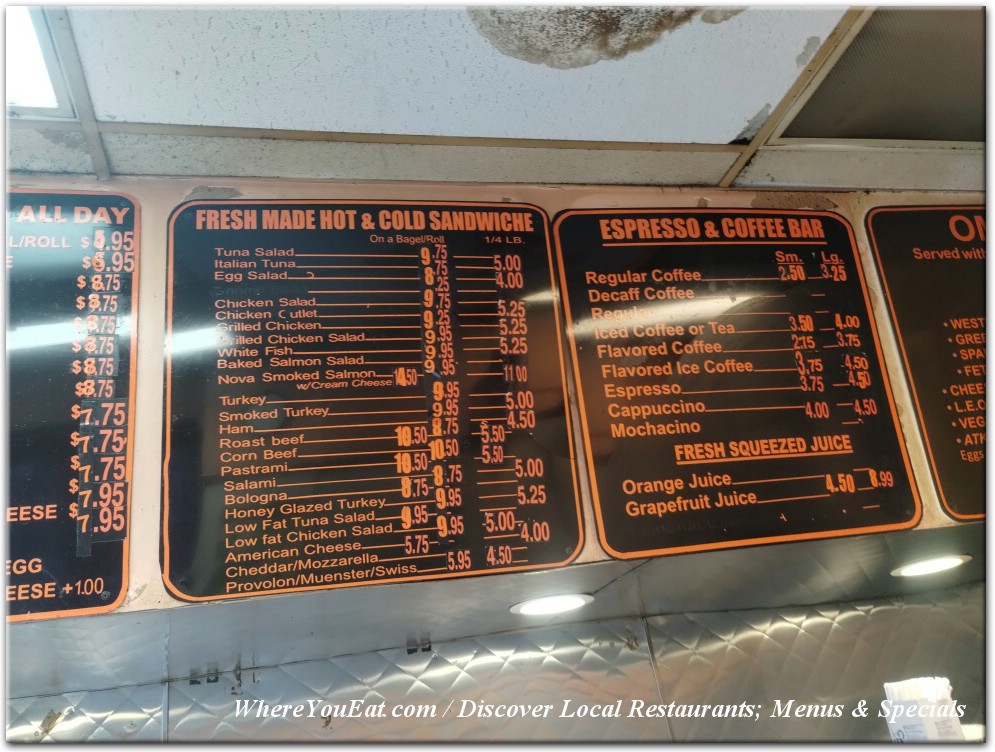 ALL DAY
L/ROLL $ 5.95
E $ 6.95
$ 8.75
$ 8.75
$ 8.75
$ 8.75
$ 8.75
$ 8.75
$ 7.75
$ 7.75
$ 7.75
$ 7.95
EESE $ 7.95
EGG
EESE +1.00
FRESH MADE HOT & COLD SANDWICHE
On a Bagel/Roll 1/4 LB.
Tuna Salad 9.75
Italian Tuna 5.00
Egg Salad 8.25 4.00
Chicken Salad 9.75 5.25
Chicken Cutlet 9.25 5.25
Grilled Chicken 9.95 5.25
Grilled Chicken Salad 9.95 5.25
White Fish 9.95
Baked Salmon Salad 9.95 11.00
Nova Smoked Salmon 14.50
w/Cream Cheese
Turkey 9.95
Smoked Turkey 9.95 5.00
Ham 8.75 4.50
Roast beef 10.50 5.50
Corn Beef 10.50 5.50
Pastrami 10.50
Salami 8.75 5.00
Bologna 8.75
Honey Glazed Turkey 9.95 5.25
Low Fat Tuna Salad 9.95
Low fat Chicken Salad 9.95 5.00
American Cheese 5.75 4.00
Cheddar/Mozzarella 4.50
Provolon/Muenster/Swiss 5.95
ESPRESSO & COFFEE BAR
Sm. Lg.
Regular Coffee 2.50 3.25
Decaff Coffee
Regular
Iced Coffee or Tea 3.50 4.00
Flavored Coffee 2.75 3.75
Flavored Ice Coffee 3.75 4.50
Espresso 3.75 4.50
Cappuccino 4.00 4.50
Mochacino
FRESH SQUEEZED JUICE
Orange Juice 4.50 8.99
Grapefruit Juice
OM
Served with
• WEST
• GREE
• SPA
• FET
• CHEE
• L.E.O
• VEG
• ATK
Eggs
WhereYouEat.com / Discover Local Restaurants; Menus & Specials